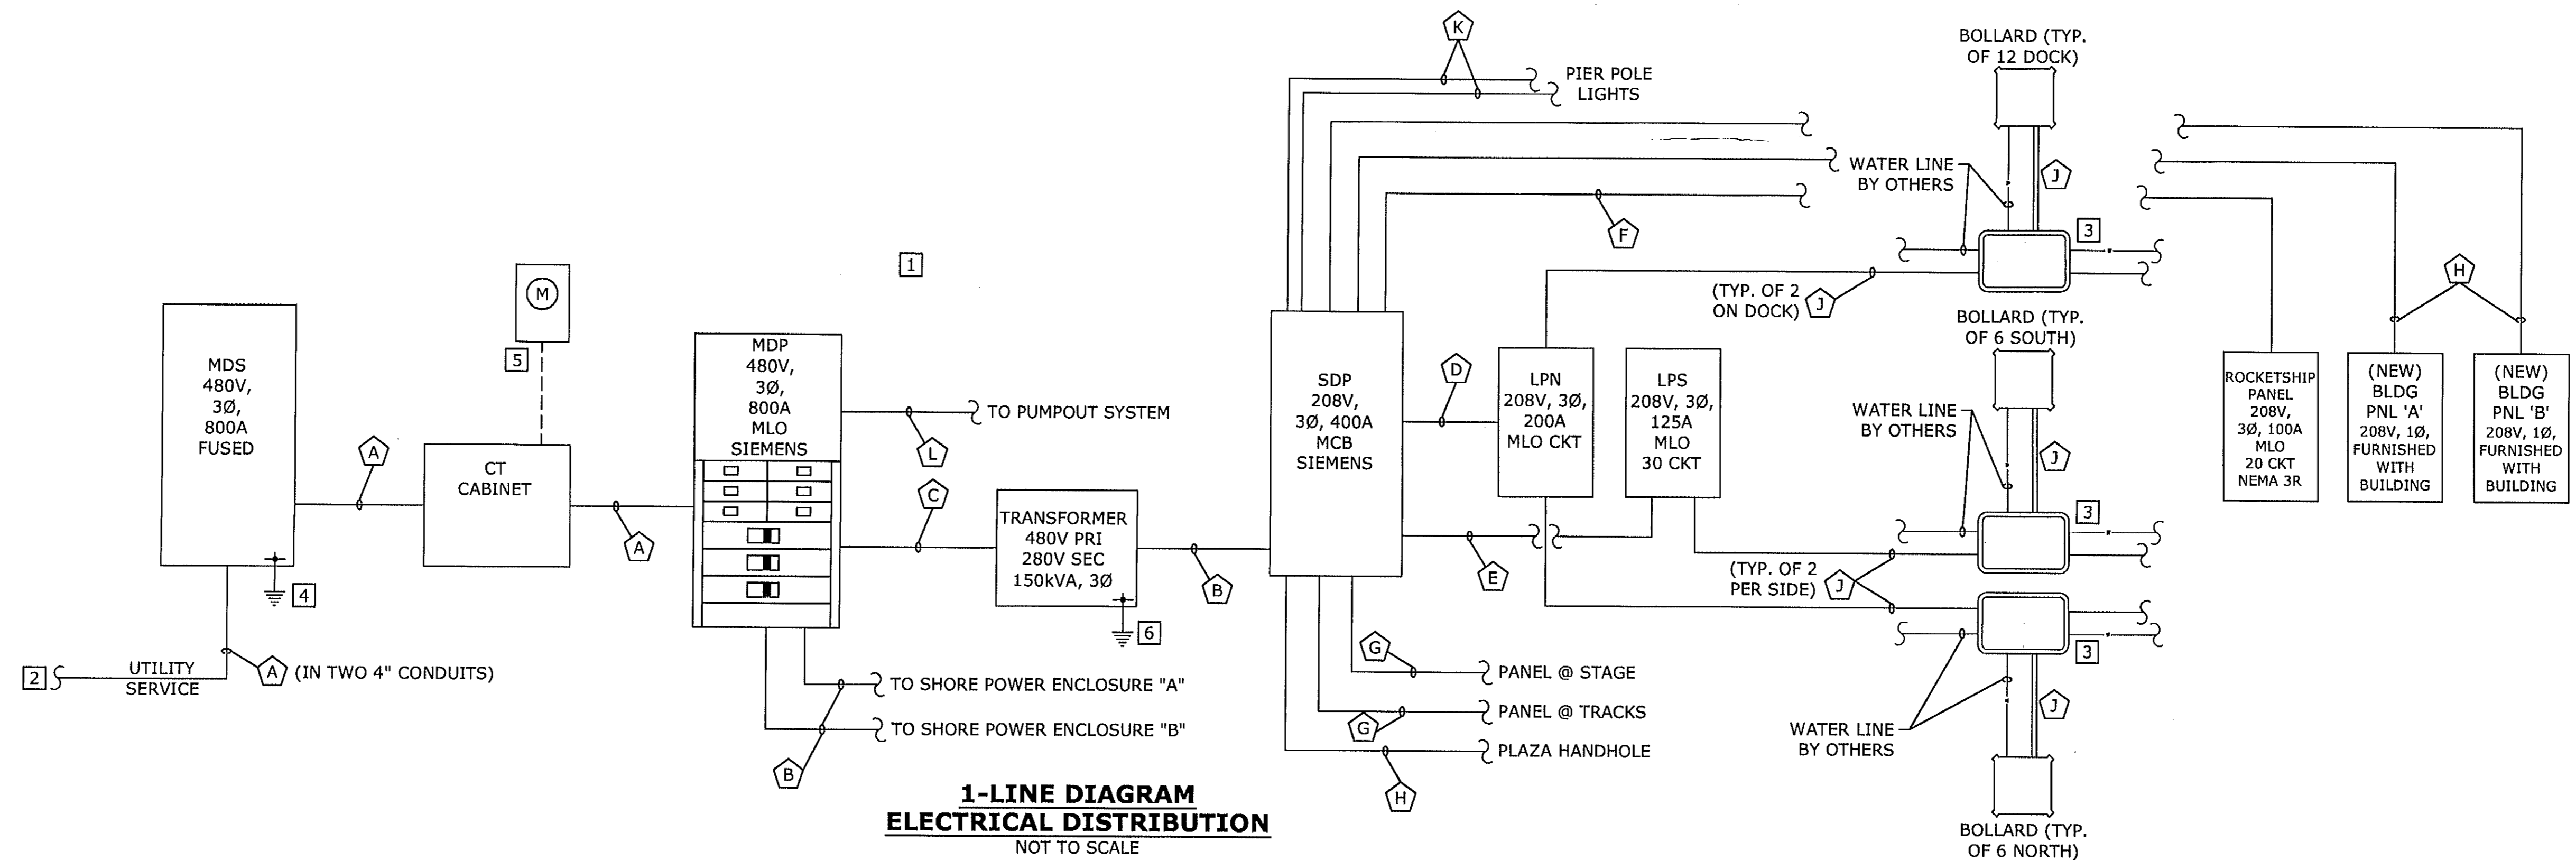 K
BOLLARD (TYP.
OF 12 DOCK)
PIER POLE
LIGHTS
WATER LINE
BY OTHERS
J
F
3
1
M
5
(TYP. OF 2
ON DOCK)
J
H
BOLLARD (TYP.
OF 6 SOUTH)
MDS
480V,
3Ø,
800A
FUSED
A
CT
CABINET
A
MDP
480V,
3Ø,
800A
MLO
SIEMENS
TO PUMPOUT SYSTEM
L
C
TRANSFORMER
480V PRI
280V SEC
150kVA, 3Ø
B
SDP
208V,
3Ø, 400A
MCB
SIEMENS
D
LPN
208V, 3Ø,
200A
MLO CKT
LPS
208V, 3Ø,
125A
MLO
30 CKT
E
WATER LINE
BY OTHERS
J
3
ROCKETSHIP
PANEL
208V,
3Ø, 100A
MLO
20 CKT
NEMA 3R
(NEW)
BLDG
PNL 'A'
208V, 1Ø,
FURNISHED
WITH
BUILDING
(NEW)
BLDG
PNL 'B'
208V, 1Ø,
FURNISHED
WITH
BUILDING
(TYP. OF 2
PER SIDE)
J
4
6
3
2
UTILITY
SERVICE
A
(IN TWO 4" CONDUITS)
TO SHORE POWER ENCLOSURE "A"
TO SHORE POWER ENCLOSURE "B"
B
G
PANEL @ STAGE
G
PANEL @ TRACKS
PLAZA HANDHOLE
H
J
WATER LINE
BY OTHERS
BOLLARD (TYP.
OF 6 NORTH)
1-LINE DIAGRAM
ELECTRICAL DISTRIBUTION
NOT TO SCALE